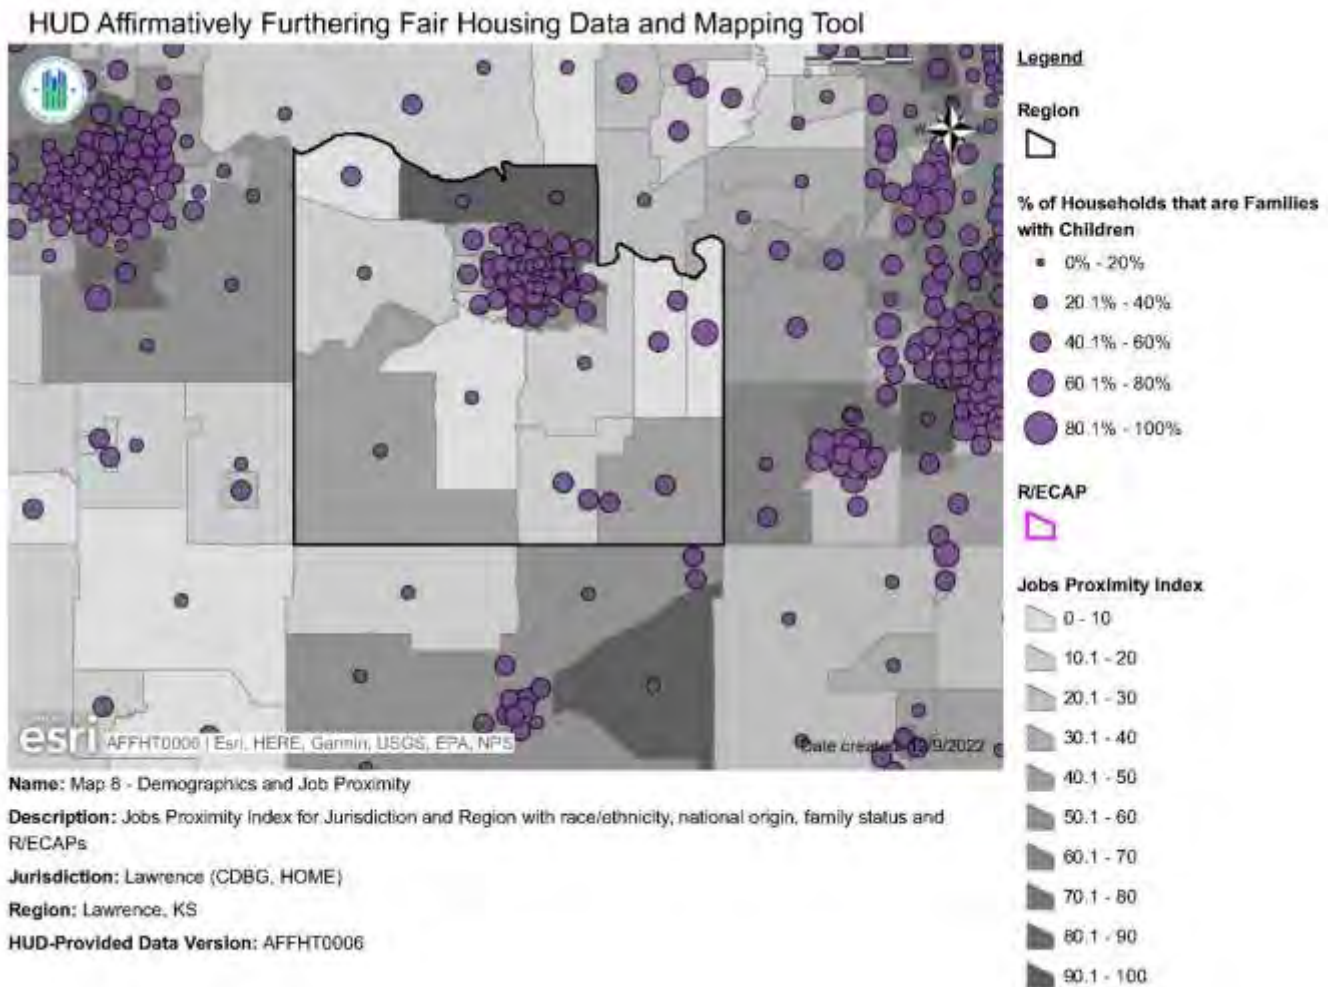 HUD Affirmatively Furthering Fair Housing Data and Mapping Tool
Legend
Region
% of Households that are Families
with Children
0% - 20%
20.1% - 40%
40.1% - 60%
60.1% - 80%
80.1% - 100%
R/ECAP
Jobs Proximity Index
0 - 10
10.1 - 20
20.1 - 30
30.1 - 40
40.1 - 50
50.1 - 60
60.1 - 70
70.1 - 80
80.1 - 90
90.1 - 100
esri AFFHT0006 | Esri, HERE, Garmin, USGS, EPA, NPS
Date created: /9/2022
Name: Map 8 - Demographics and Job Proximity
Description: Jobs Proximity Index for Jurisdiction and Region with race/ethnicity, national origin, family status and
R/ECAPs
Jurisdiction: Lawrence (CDBG, HOME)
Region: Lawrence, KS
HUD-Provided Data Version: AFFHT0006